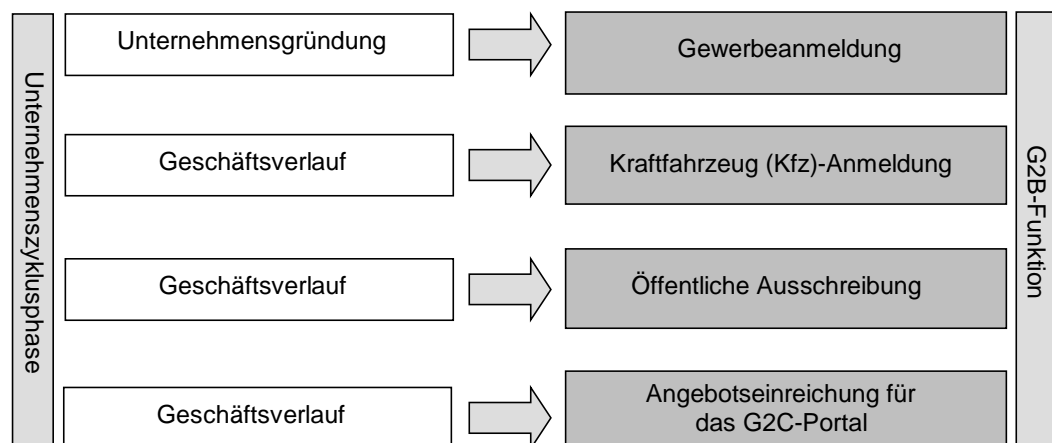 Unternehmenszyklusphase
Unternehmensgründung
Gewerbeanmeldung
Geschäftsverlauf
Kraftfahrzeug (Kfz)-Anmeldung
Geschäftsverlauf
Öffentliche Ausschreibung
Geschäftsverlauf
Angebotseinreichung für
das G2C-Portal
G2B-Funktion